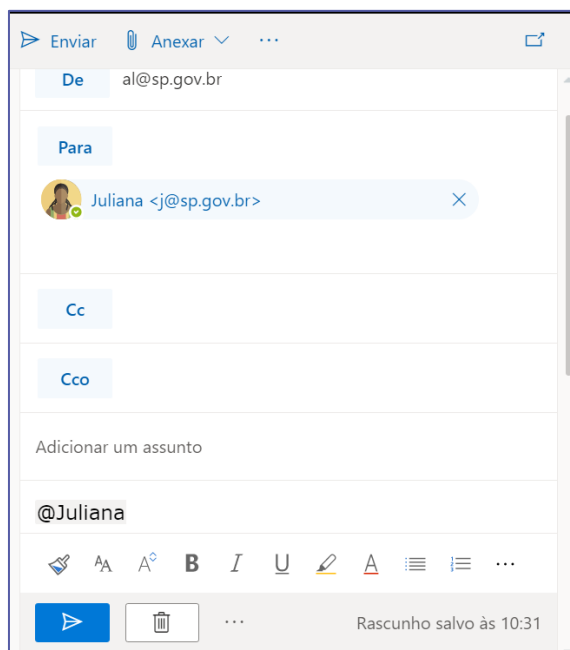 Enviar Anexar ...
De al@sp.gov.br
Para
Juliana <j@sp.gov.br>
Cc
Cco
Adicionar um assunto
@Juliana
AA A B I U A ...
... Rascunho salvo às 10:31